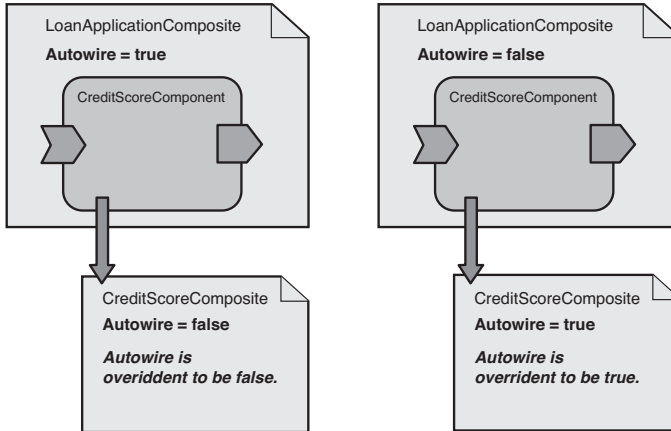 LoanApplicationComposite
Autowire = true
CreditScoreComponent
CreditScoreComposite
Autowire = false
Autowire is
overiddent to be false.
LoanApplicationComposite
Autowire = false
CreditScoreComponent
CreditScoreComposite
Autowire = true
Autowire is
overrident to be true.